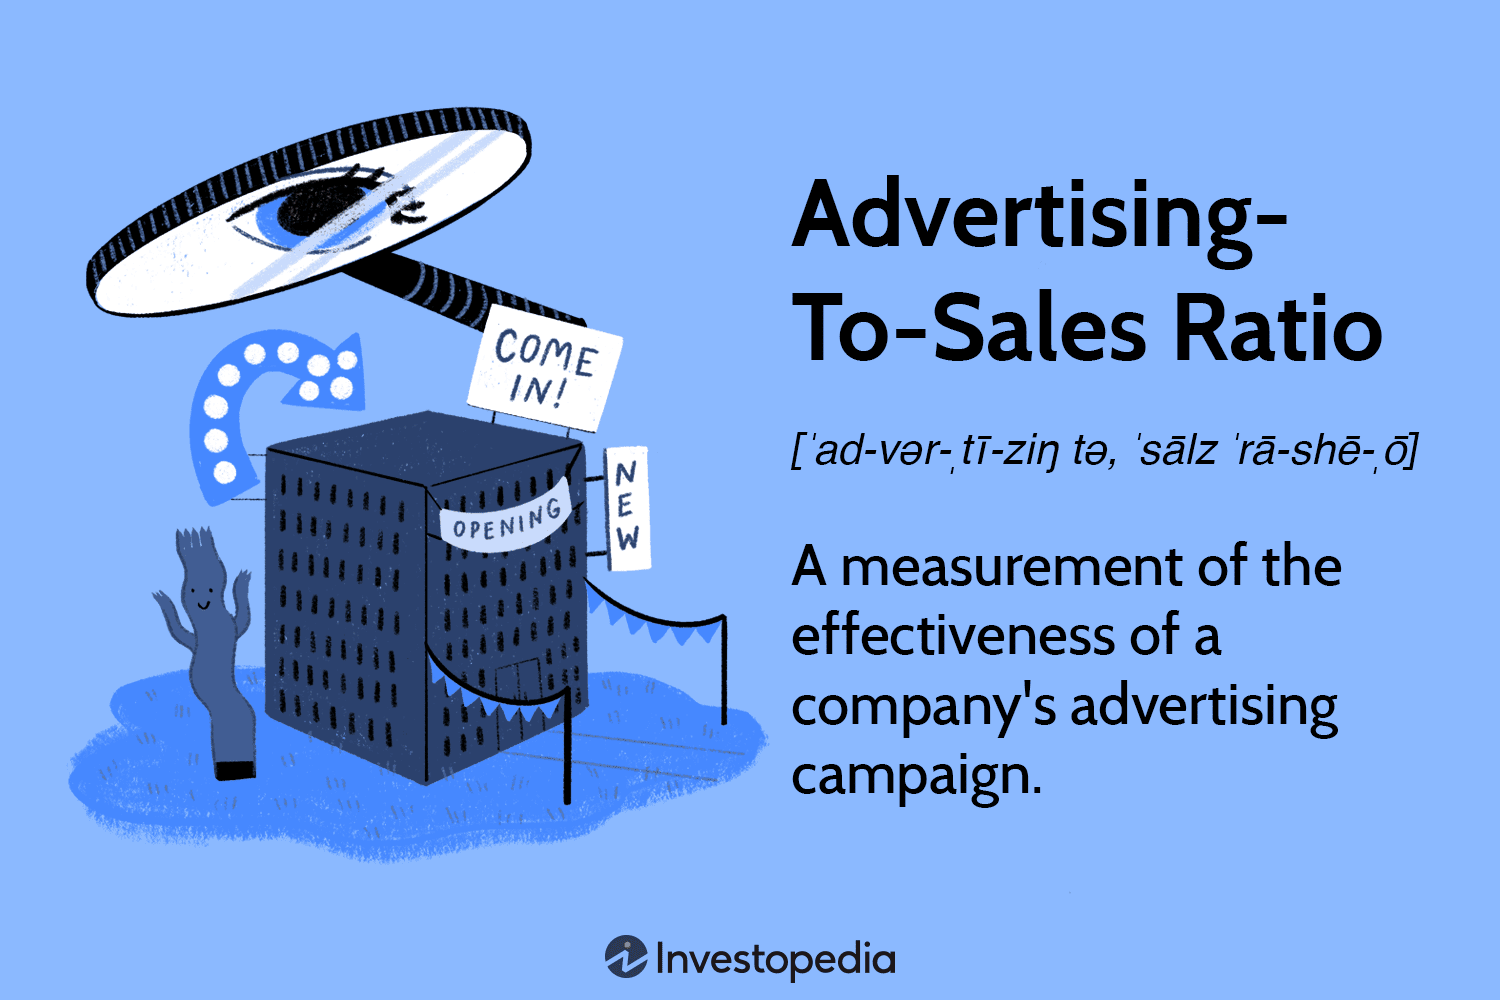 COME
IN!
NEW
OPENING
Advertising-
To-Sales Ratio
[ˈad-vər-ˌtī-ziŋ tə, ˈsālz ˈrā-shē-ˌō]
A measurement of the
effectiveness of a
company's advertising
campaign.
Investopedia